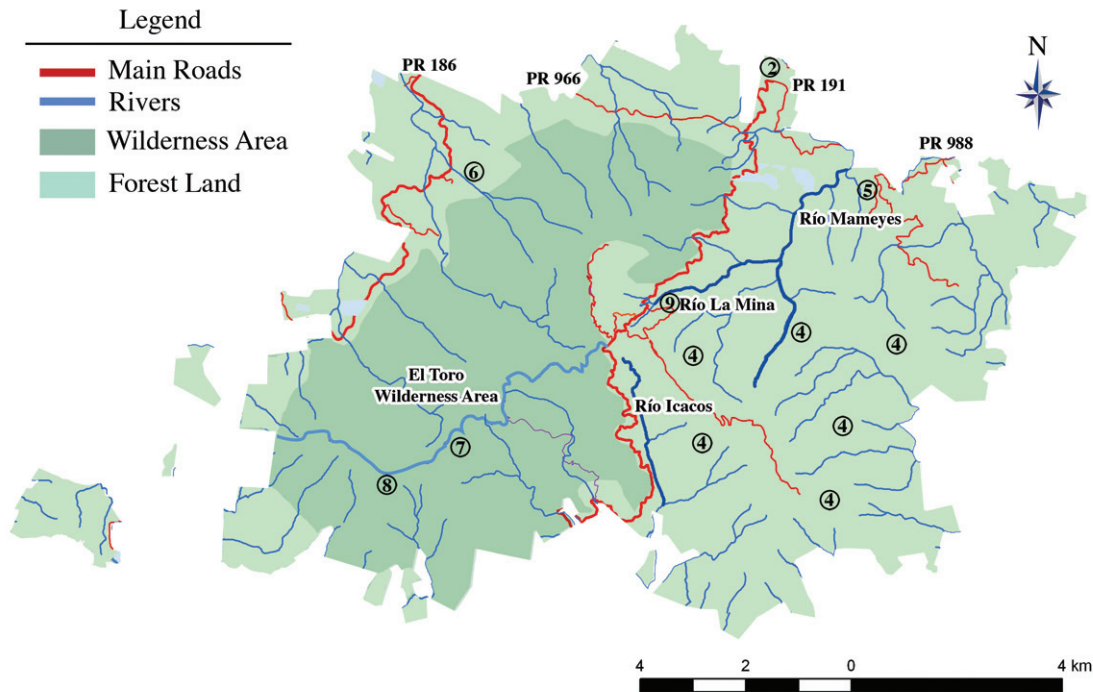 Legend
Main Roads
Rivers
Wilderness Area
Forest Land
N
PR 186
PR 966
2
PR 191
PR 988
6
5
Río Mameyes
9 Río La Mina
4
4
4
El Toro
Wilderness Area
Río Icacos
4
4
7
8
4
4 2 0 4 km